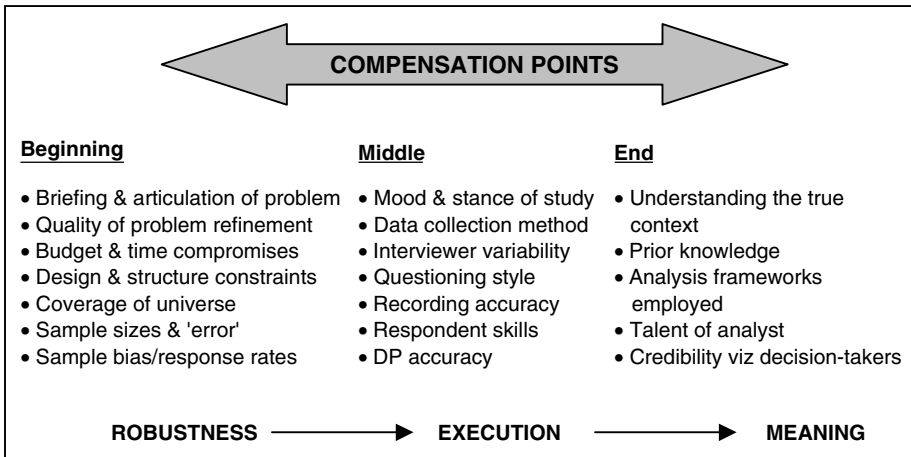 COMPENSATION POINTS
Beginning
• Briefing & articulation of problem
• Quality of problem refinement
• Budget & time compromises
• Design & structure constraints
• Coverage of universe
• Sample sizes & 'error'
• Sample bias/response rates
Middle
• Mood & stance of study
• Data collection method
• Interviewer variability
• Questioning style
• Recording accuracy
• Respondent skills
• DP accuracy
End
• Understanding the true
context
• Prior knowledge
• Analysis frameworks
employed
• Talent of analyst
• Credibility viz decision-takers
ROBUSTNESS EXECUTION MEANING